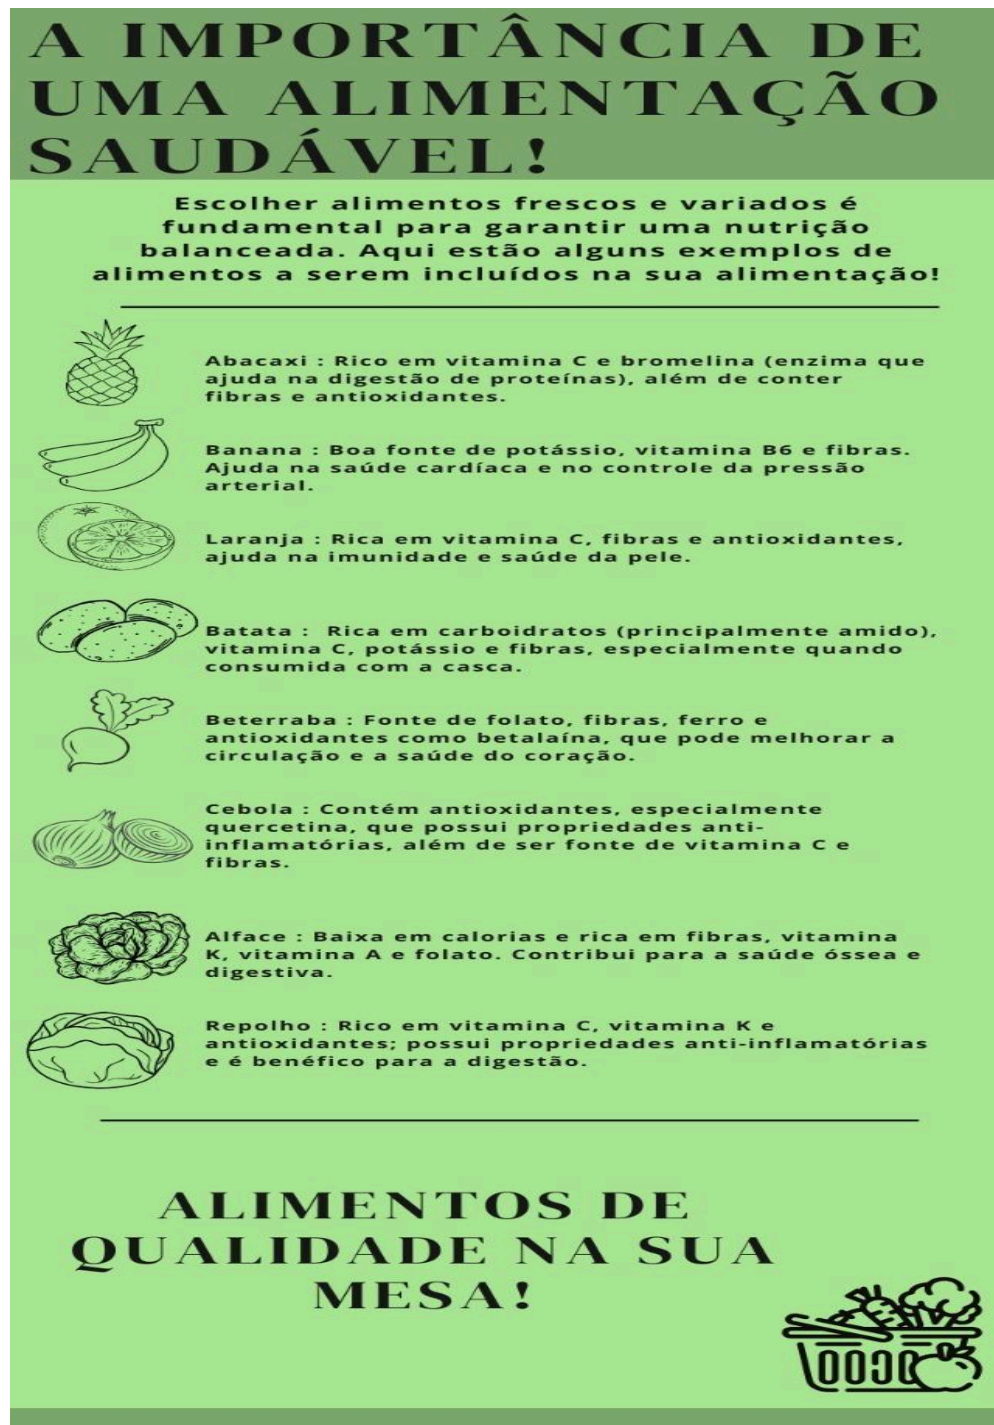 A IMPORTÂNCIA DE
UMA ALIMENTAÇÃO
SAUDÁVEL!
Escolher alimentos frescos e variados é
fundamental para garantir uma nutrição
balanceada. Aqui estão alguns exemplos de
alimentos a serem incluídos na sua alimentação!
Abacaxi : Rico em vitamina C e bromelina (enzima que
ajuda na digestão de proteínas), além de conter
fibras e antioxidantes.
Banana : Boa fonte de potássio, vitamina B6 e fibras.
Ajuda na saúde cardíaca e no controle da pressão
arterial.
Laranja : Rica em vitamina C, fibras e antioxidantes,
ajuda na imunidade e saúde da pele.
Batata :  Rica em carboidratos (principalmente amido),
vitamina C, potássio e fibras, especialmente quando
consumida com a casca.
Beterraba : Fonte de folato, fibras, ferro e
antioxidantes como betalaína, que pode melhorar a
circulação e a saúde do coração.
Cebola : Contém antioxidantes, especialmente
quercetina, que possui propriedades anti-
inflamatórias, além de ser fonte de vitamina C e
fibras.
Alface : Baixa em calorias e rica em fibras, vitamina
K, vitamina A e folato. Contribui para a saúde óssea e
digestiva.
Repolho : Rico em vitamina C, vitamina K e
antioxidantes; possui propriedades anti-inflamatórias
e é benéfico para a digestão.
ALIMENTOS DE
QUALIDADE NA SUA
MESA!